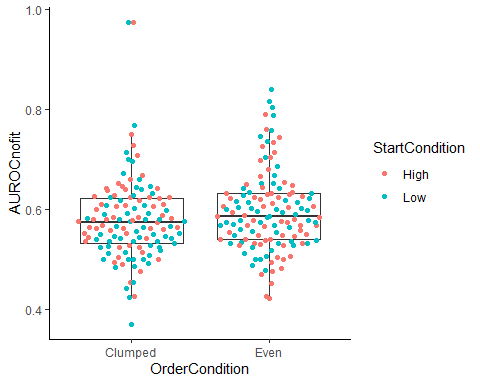 1.0
0.8
0.6
0.4
AUROCnofit
Clumped
Even
OrderCondition
StartCondition
High
Low